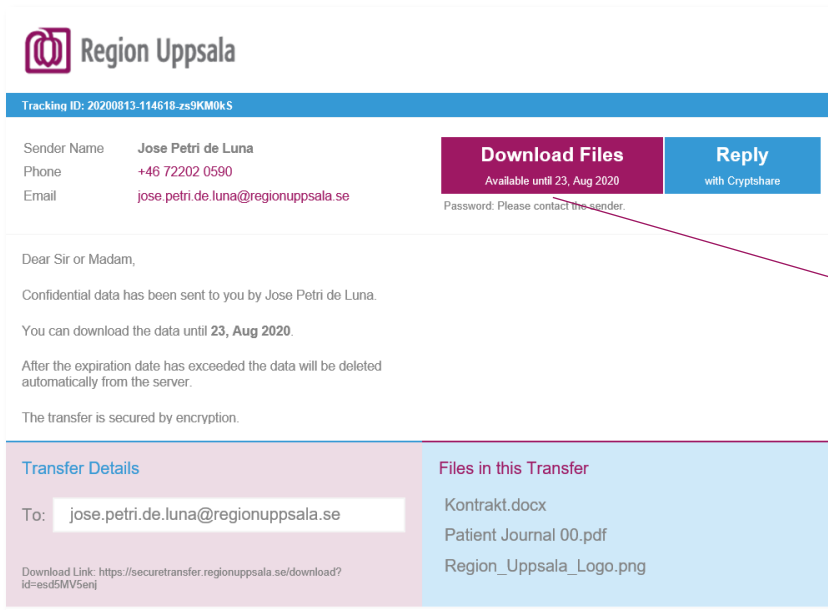 Region Uppsala
Tracking ID: 20200813-114618-zs9KM0kS
Sender Name Jose Petri de Luna
Phone +46 72202 0590
Email jose.petri.de.luna@regionuppsala.se
Download Files
Available until 23, Aug 2020
Reply
with Cryptshare
Password: Please contact the sender.
Dear Sir or Madam,
Confidential data has been sent to you by Jose Petri de Luna.
You can download the data until 23, Aug 2020.
After the expiration date has exceeded the data will be deleted
automatically from the server.
The transfer is secured by encryption.
Transfer Details
To: jose.petri.de.luna@regionuppsala.se
Download Link: https://securetransfer.regionuppsala.se/download?
id=esd5MV5enj
Files in this Transfer
Kontrakt.docx
Patient Journal 00.pdf
Region_Uppsala_Logo.png